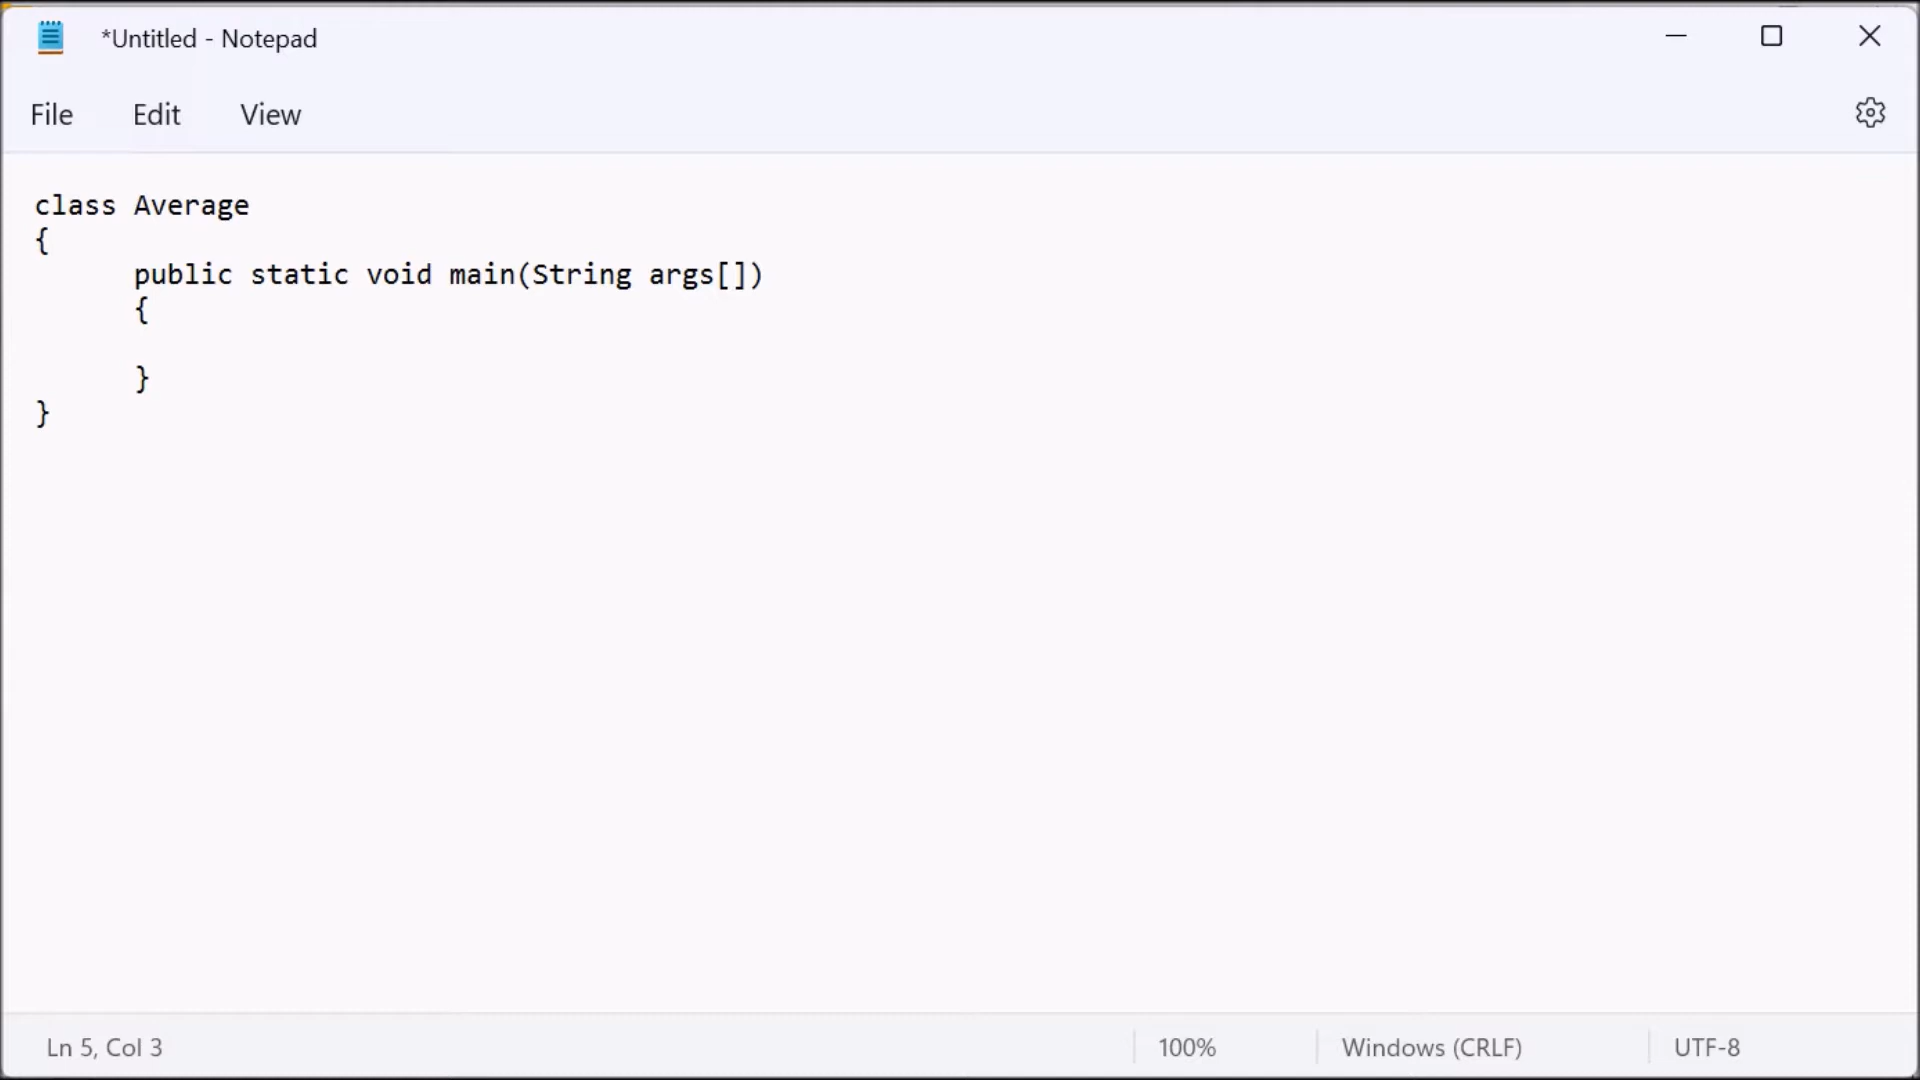 *Untitled - Notepad
File Edit View
class Average
{
public static void main(String args[])
{
}
}
Ln 5, Col 3 100% Windows (CRLF) UTF-8